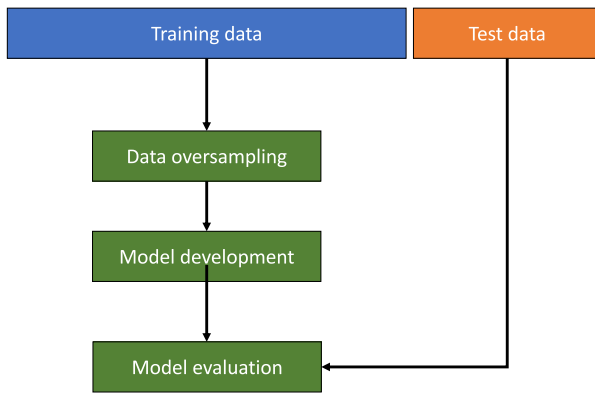 Training data
Test data
Data oversampling
Model development
Model evaluation